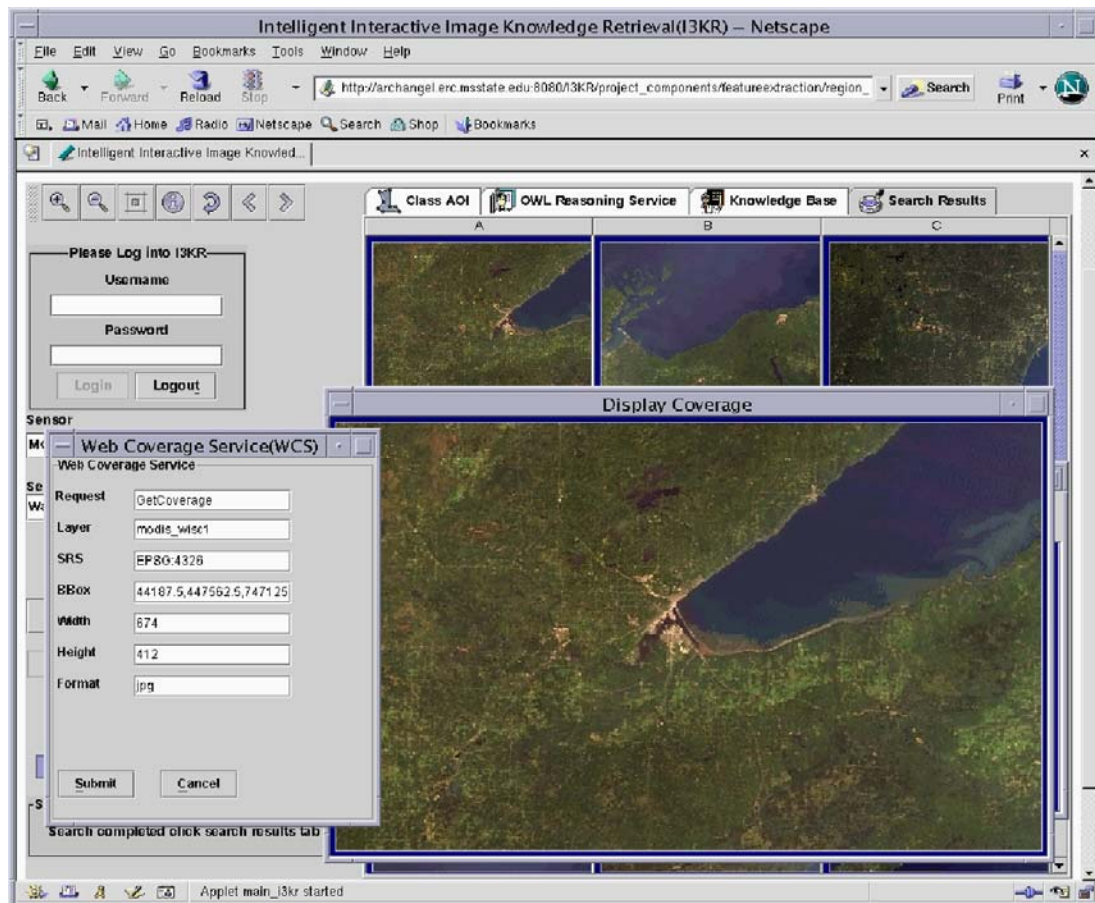 Intelligent Interactive Image Knowledge Retrieval(I3KR) – Netscape
File Edit View Go Bookmarks Tools Window Help
Back Forward Reload Stop http://archangel.erc.msstate.edu:8080/I3KR/project_components/featureextraction/region_ Search Print
Mail Home Radio Netscape Search Shop Bookmarks
Intelligent Interactive Image Knowled...
Class AOI OWL Reasoning Service Knowledge Base Search Results
A B C
Please Log Into I3KR
Username
Password
Login Logout
Sensor
Display Coverage
Web Coverage Service(WCS)
Web Coverage Service
Request GetCoverage
Layer modis_wisc1
SRS EPSG:4326
BBox 44187.5,447562.5,747125
Width 674
Height 412
Format jpg
Submit Cancel
Search completed click search results tab
Applet main_i3kr started